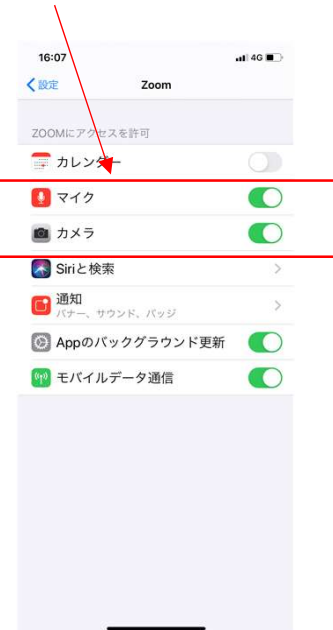 16:07 4G
設定 Zoom
ZOOMにアクセスを許可
カレンダー
マイク
カメラ
Siriと検索
通知
バナー、サウンド、バッジ
Appのバックグラウンド更新
モバイルデータ通信